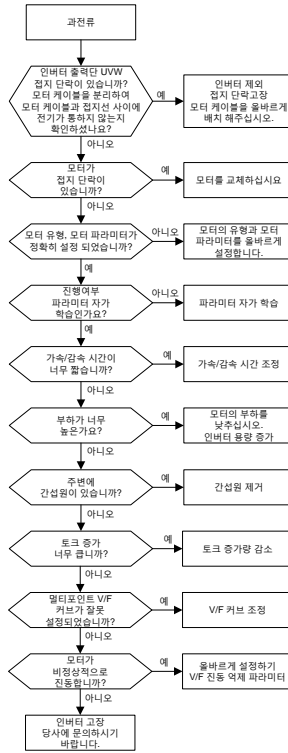 과전류
인버터 출력단 UVW
접지 단락이 있습니까?
모터 케이블을 분리하여
모터 케이블과 접지선 사이에
전기가 통하지 않는지
확인하셨나요?
예
인버터 제외
접지 단락고장
모터 케이블을 올바르게
배치 해주십시오.
아니오
모터가
접지 단락이
있습니까?
예
모터를 교체하십시요
아니오
모터 유형, 모터 파라미터가
정확히 설정 되었습니까?
아니오
모터의 유형과 모터
파라미터를 올바르게
설정합니다.
예
진행여부
파라미터 자가
학습인가요?
아니오
파라미터 자가 학습
예
가속/감속 시간이
너무 짧습니까?
예
가속/감속 시간 조정
아니오
부하가 너무
높은가요?
예
모터의 부하를
낮추십시오.
인버터 용량 증가
아니오
주변에
간섭원이 있습니까?
예
간섭원 제거
아니오
토크 증가
너무 큽니까?
예
토크 증가량 감소
아니오
멀티포인트 V/F
커브가 잘못
설정되었습니까?
예
V/F 커브 조정
아니오
모터가
비정상적으로
진동합니까?
예
올바르게 설정하기
V/F 진동 억제 파라미터
아니오
인버터 고장
당사에 문의하시기
바랍니다.